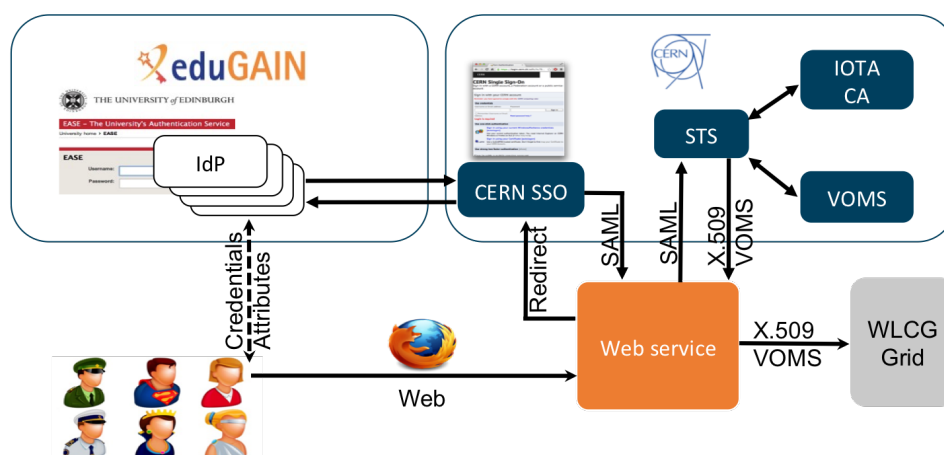 eduGAIN
THE UNIVERSITY of EDINBURGH
EASE – The University's Authentication Service
University home › EASE
EASE
Username:
Password:
IdP
CERN Single Sign-On
CERN
CERN SSO
STS
IOTA
CA
VOMS
SAML
SAML
X.509
VOMS
Redirect
Credentials
Attributes
Web
Web service
X.509
VOMS
WLCG
Grid